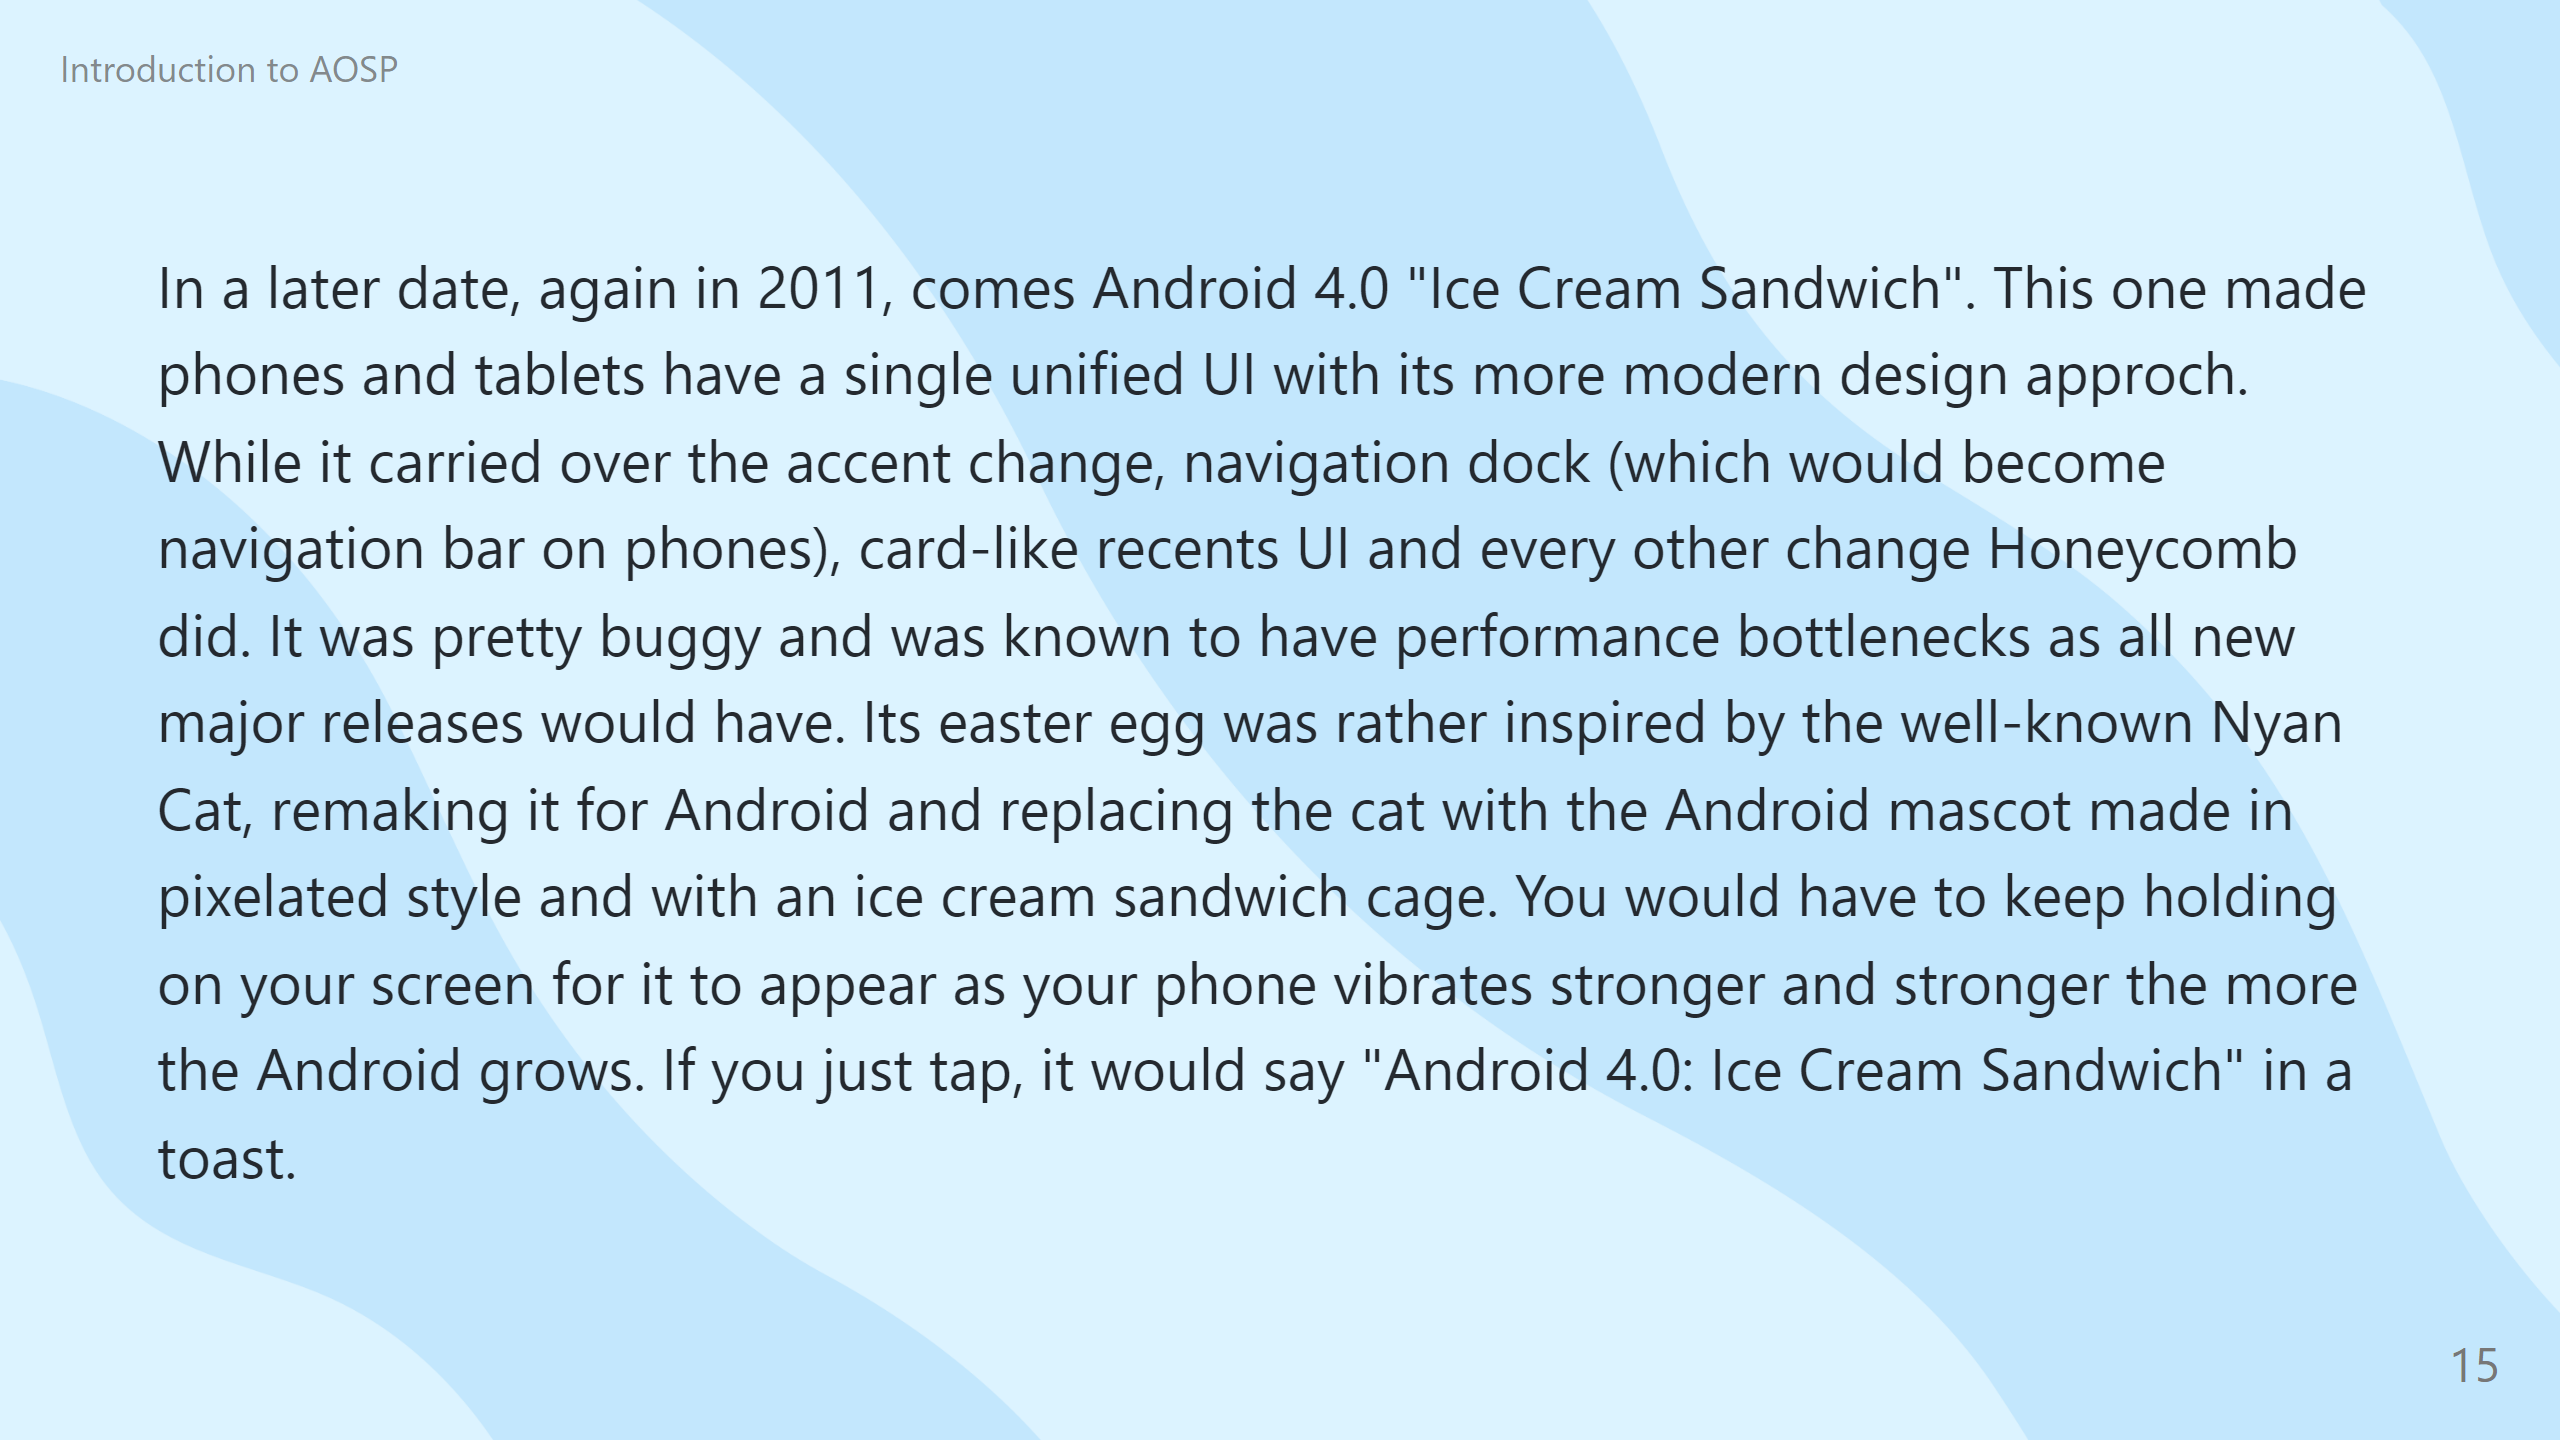 Introduction to AOSP
In a later date, again in 2011, comes Android 4.0 "Ice Cream Sandwich". This one made
phones and tablets have a single unified UI with its more modern design approch.
While it carried over the accent change, navigation dock (which would become
navigation bar on phones), card-like recents UI and every other change Honeycomb
did. It was pretty buggy and was known to have performance bottlenecks as all new
major releases would have. Its easter egg was rather inspired by the well-known Nyan
Cat, remaking it for Android and replacing the cat with the Android mascot made in
pixelated style and with an ice cream sandwich cage. You would have to keep holding
on your screen for it to appear as your phone vibrates stronger and stronger the more
the Android grows. If you just tap, it would say "Android 4.0: Ice Cream Sandwich" in a
toast.
15